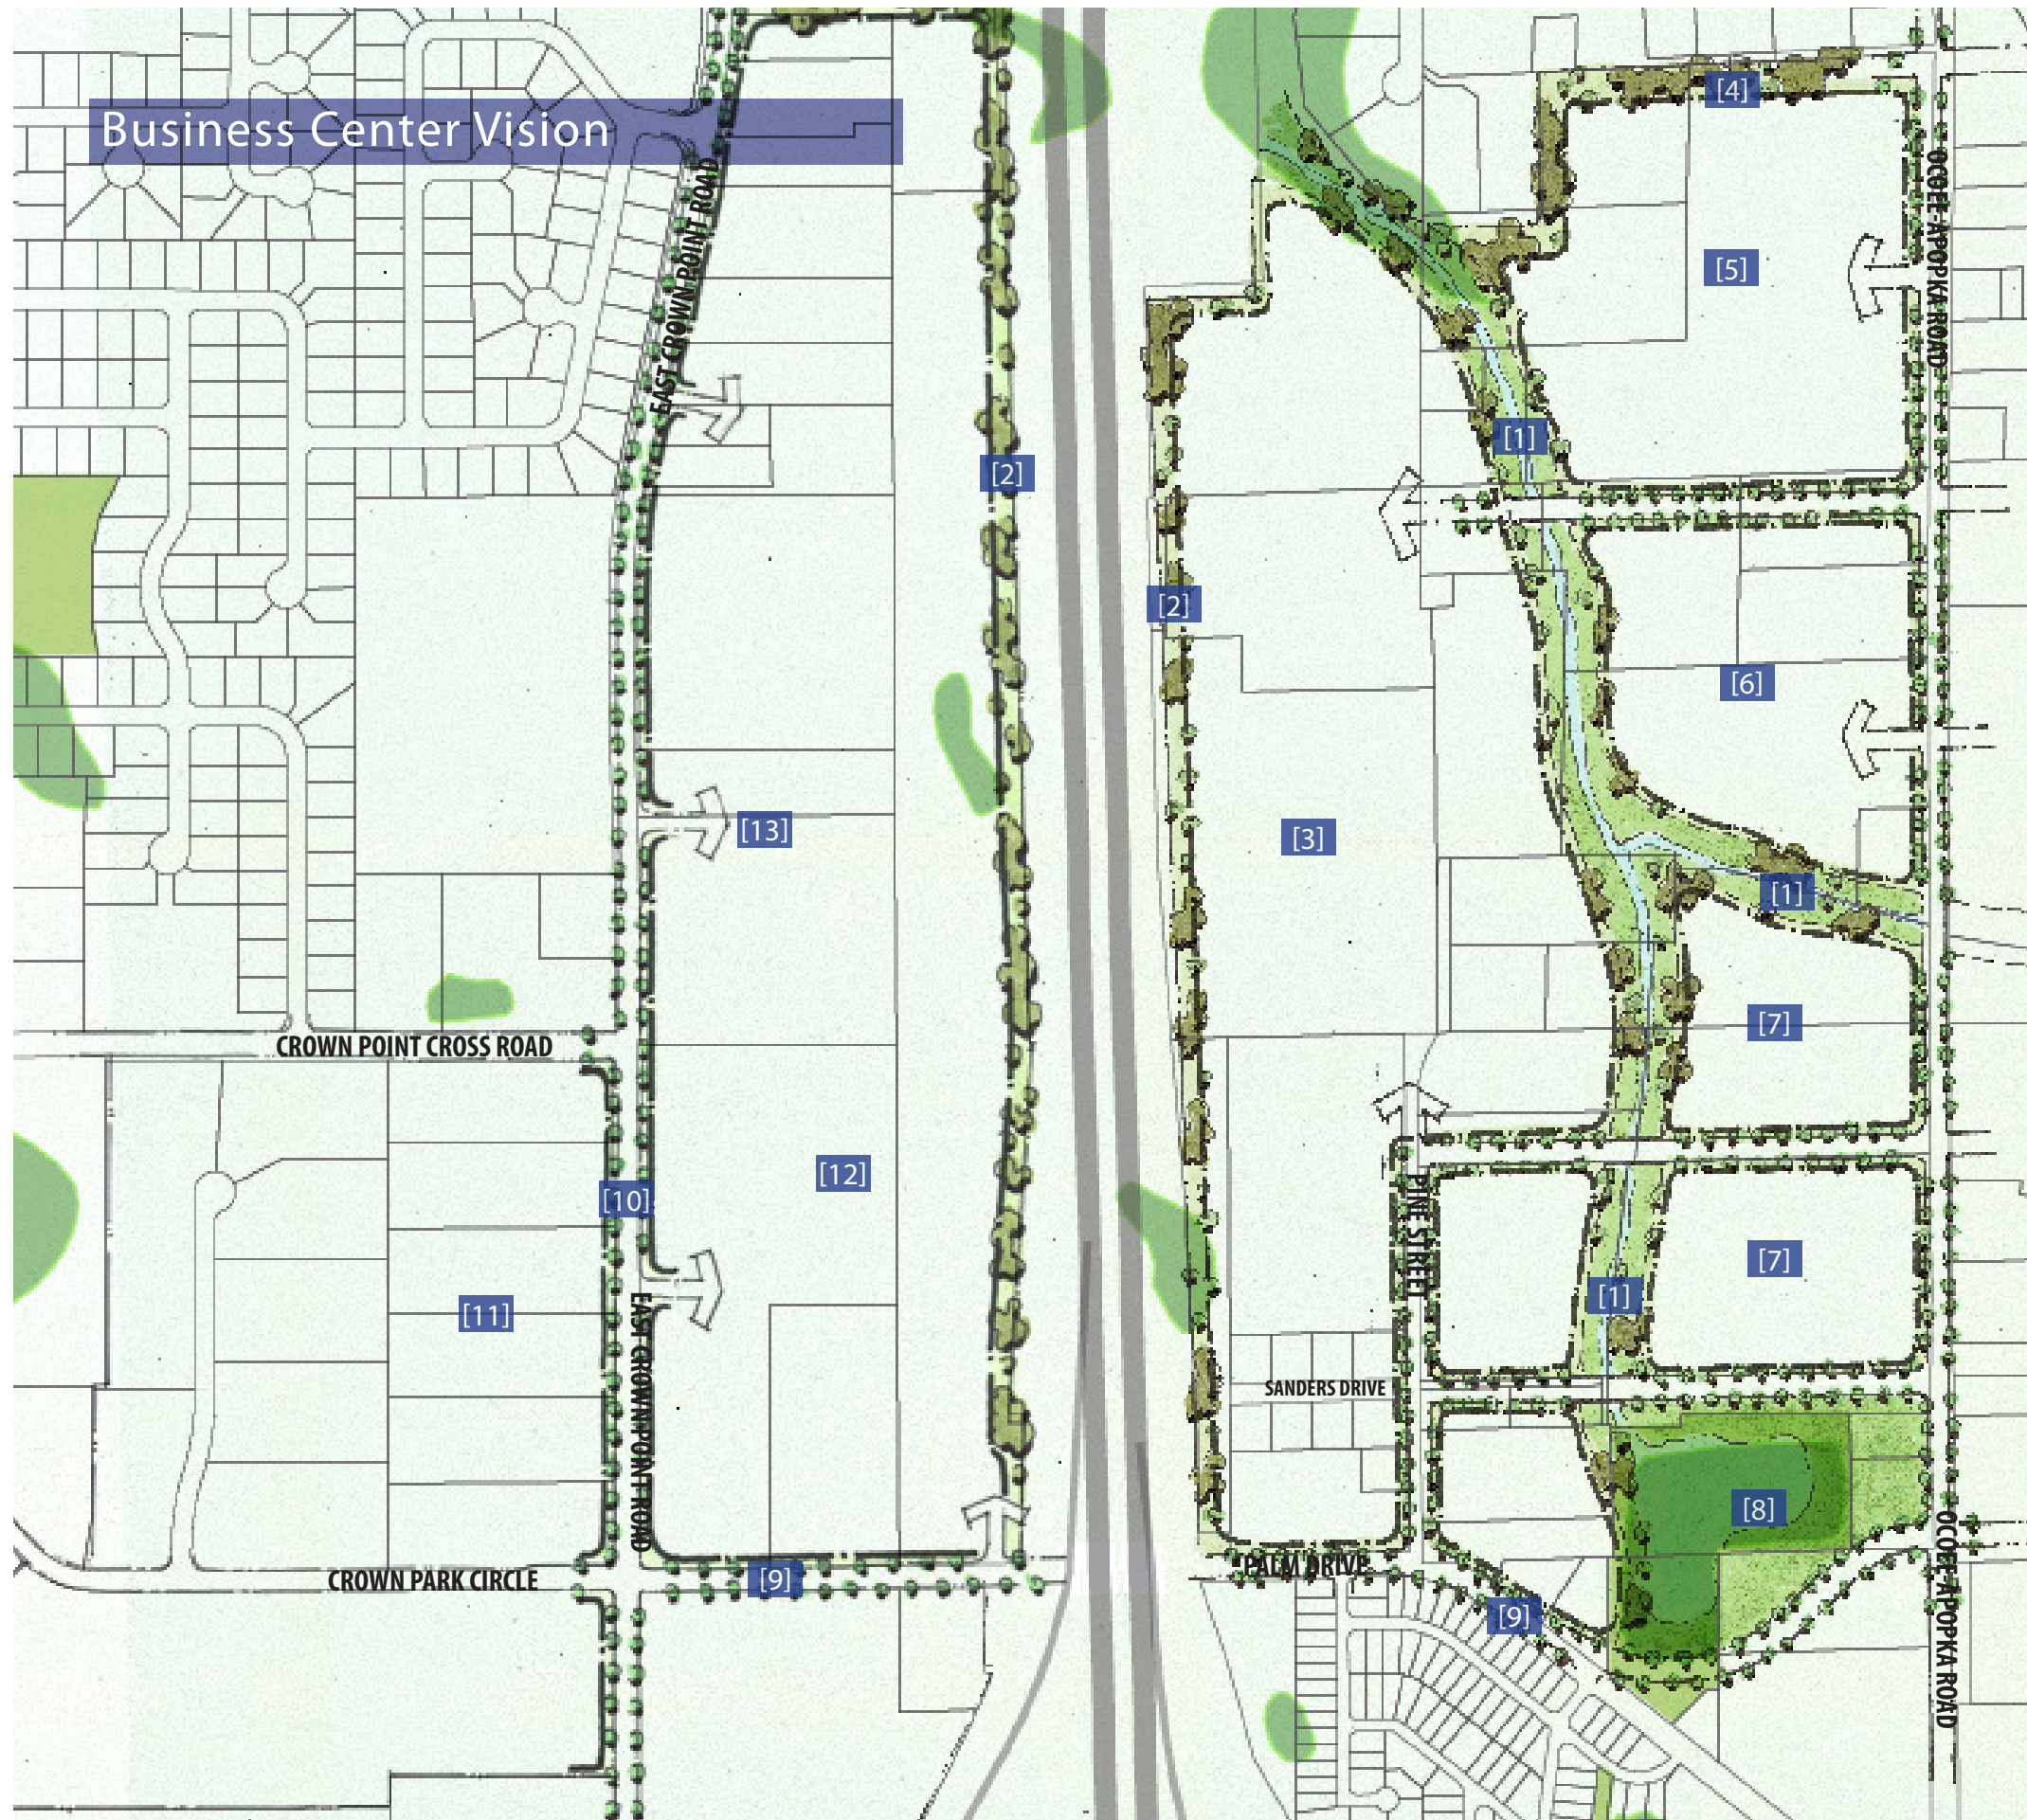 [4]
Business Center Vision
OCOEE-APOPKA ROAD
EAST CROWN POINT ROAD
[5]
[1]
[2]
[2]
[6]
[13]
[3]
[1]
[7]
CROWN POINT CROSS ROAD
[12]
[10]
PINE STREET
[7]
[11]
[1]
EAST CROWN POINT ROAD
SANDERS DRIVE
[8]
OCOEE-APOPKA ROAD
PALM DRIVE
CROWN PARK CIRCLE
[9]
[9]